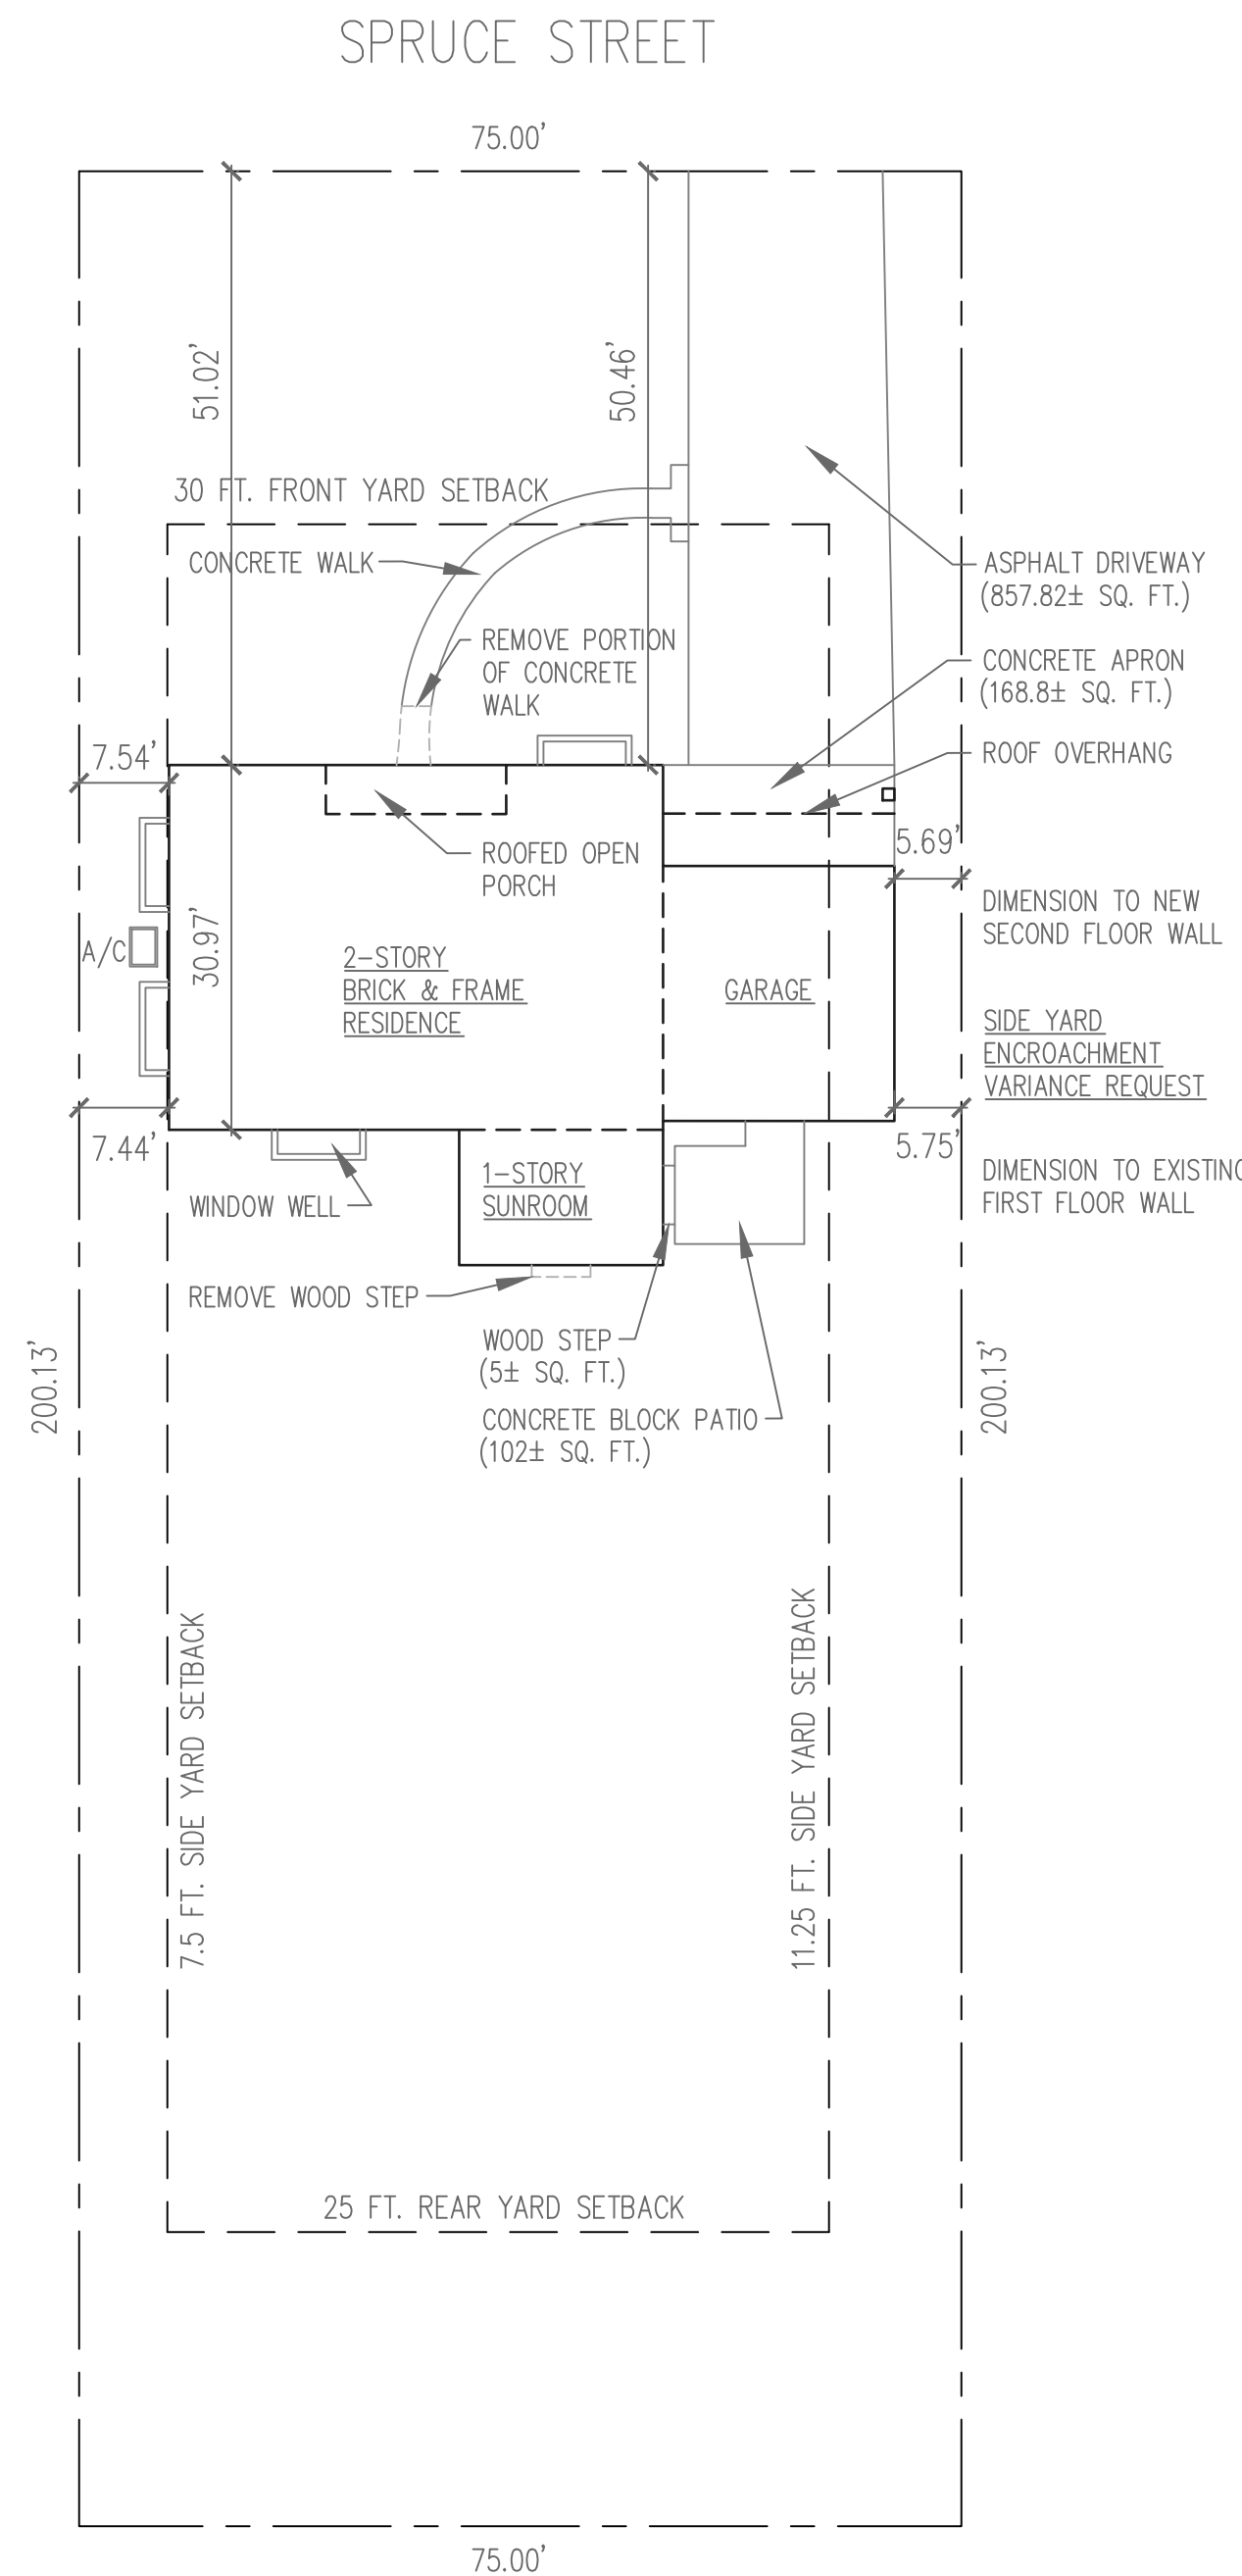 SPRUCE STREET
75.00'
51.02'
50.46'
30 FT. FRONT YARD SETBACK
CONCRETE WALK
ASPHALT DRIVEWAY
(857.82± SQ. FT.)
REMOVE PORTION
OF CONCRETE
WALK
CONCRETE APRON
(168.8± SQ. FT.)
ROOF OVERHANG
7.54'
ROOFED OPEN
PORCH
5.69'
DIMENSION TO NEW
SECOND FLOOR WALL
A/C
30.97'
2-STORY
BRICK & FRAME
RESIDENCE
GARAGE
SIDE YARD
ENCROACHMENT
VARIANCE REQUEST
7.44'
5.75'
DIMENSION TO EXISTING
FIRST FLOOR WALL
1-STORY
SUNROOM
WINDOW WELL
REMOVE WOOD STEP
WOOD STEP
(5± SQ. FT.)
CONCRETE BLOCK PATIO
(102± SQ. FT.)
200.13'
200.13'
7.5 FT. SIDE YARD SETBACK
11.25 FT. SIDE YARD SETBACK
25 FT. REAR YARD SETBACK
75.00'